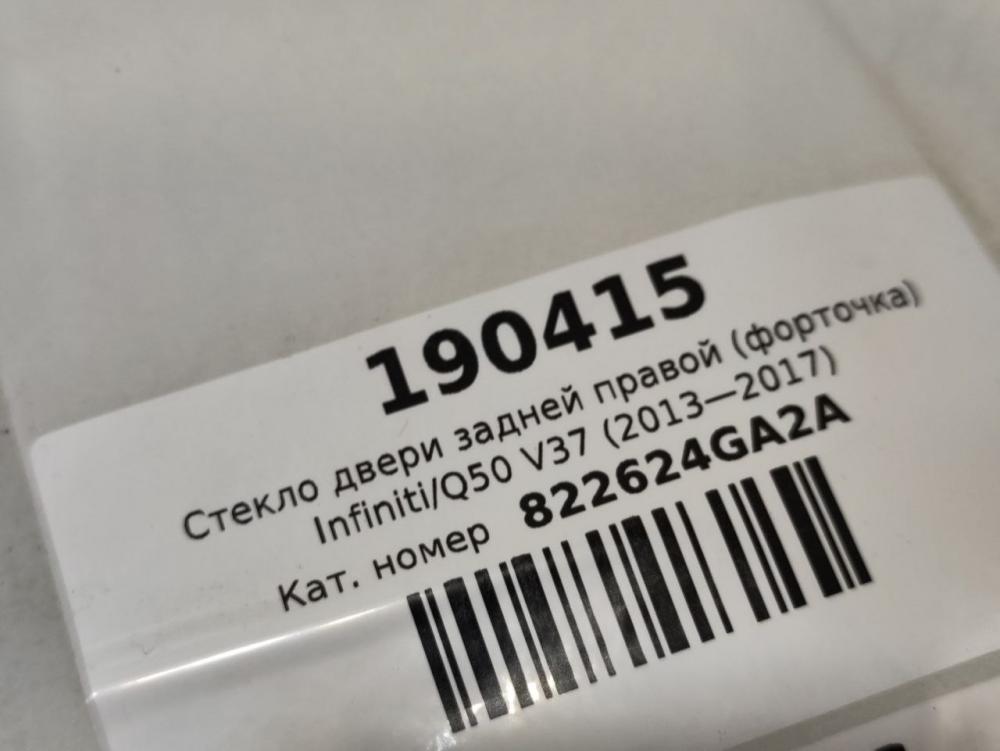 190415
Стекло двери задней правой (форточка)
Infiniti/Q50 V37 (2013—2017)
Кат. номер 822624GA2A